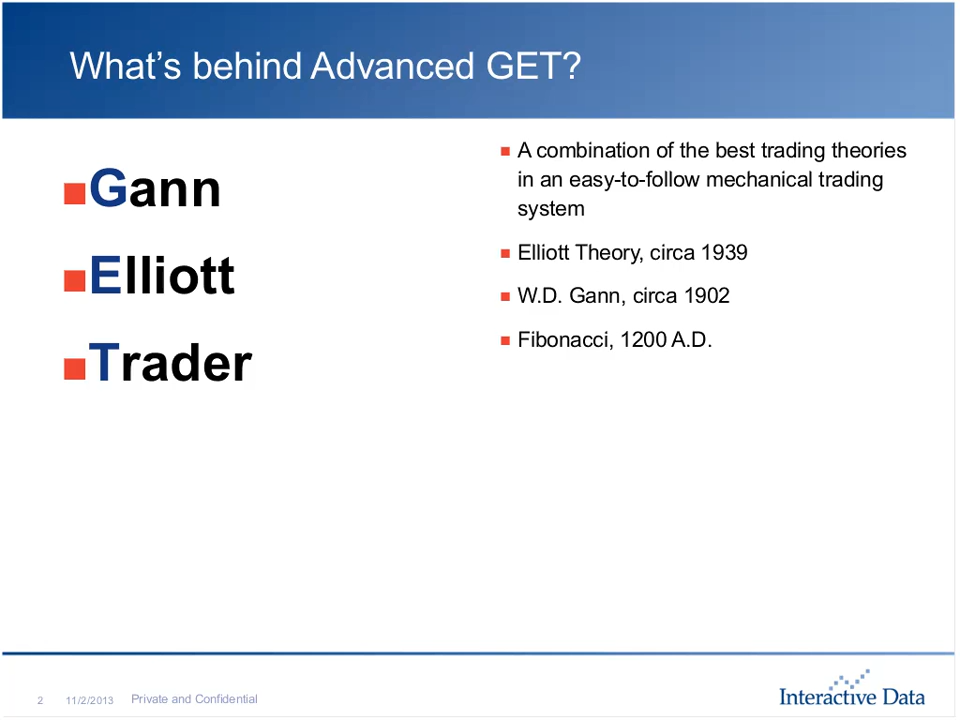 What's behind Advanced GET?
Gann
Elliott
Trader
A combination of the best trading theories
in an easy-to-follow mechanical trading
system
Elliott Theory, circa 1939
W.D. Gann, circa 1902
Fibonacci, 1200 A.D.
2 11/2/2013 Private and Confidential
Interactive Data